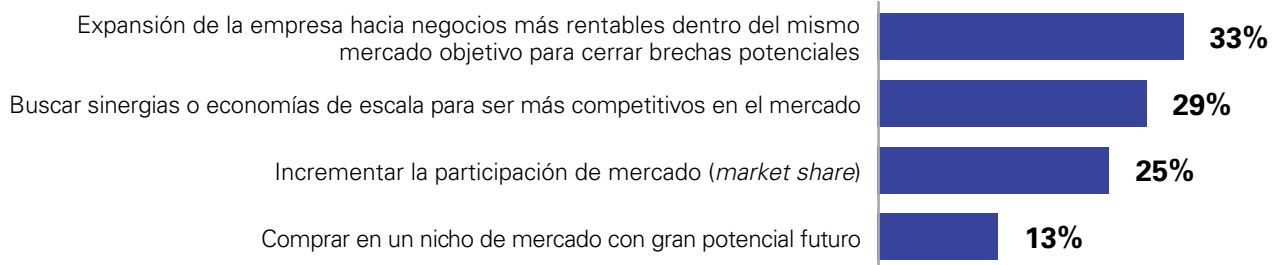 Expansión de la empresa hacia negocios más rentables dentro del mismo
mercado objetivo para cerrar brechas potenciales
33%
Buscar sinergias o economías de escala para ser más competitivos en el mercado
29%
Incrementar la participación de mercado (market share)
25%
Comprar en un nicho de mercado con gran potencial futuro
13%